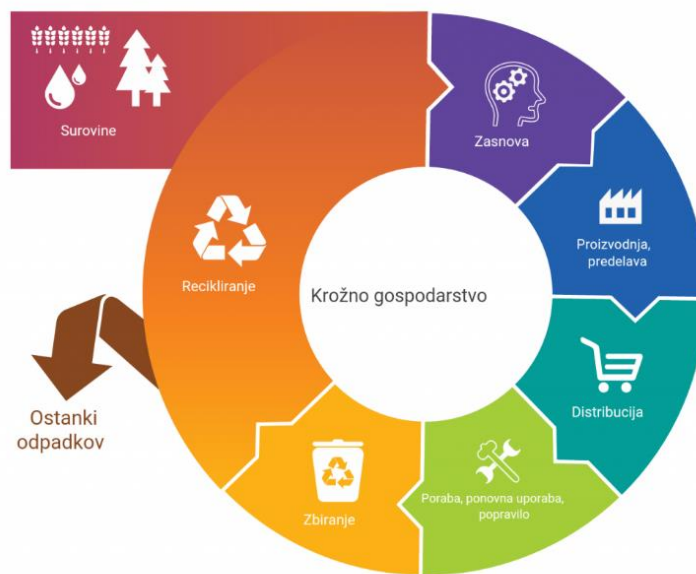 Surovine
Zasnova
Proizvodnja,
predelava
Distribucija
Poraba, ponovna uporaba,
popravilo
Zbiranje
Recikliranje
Ostanki
odpadkov
Krožno gospodarstvo